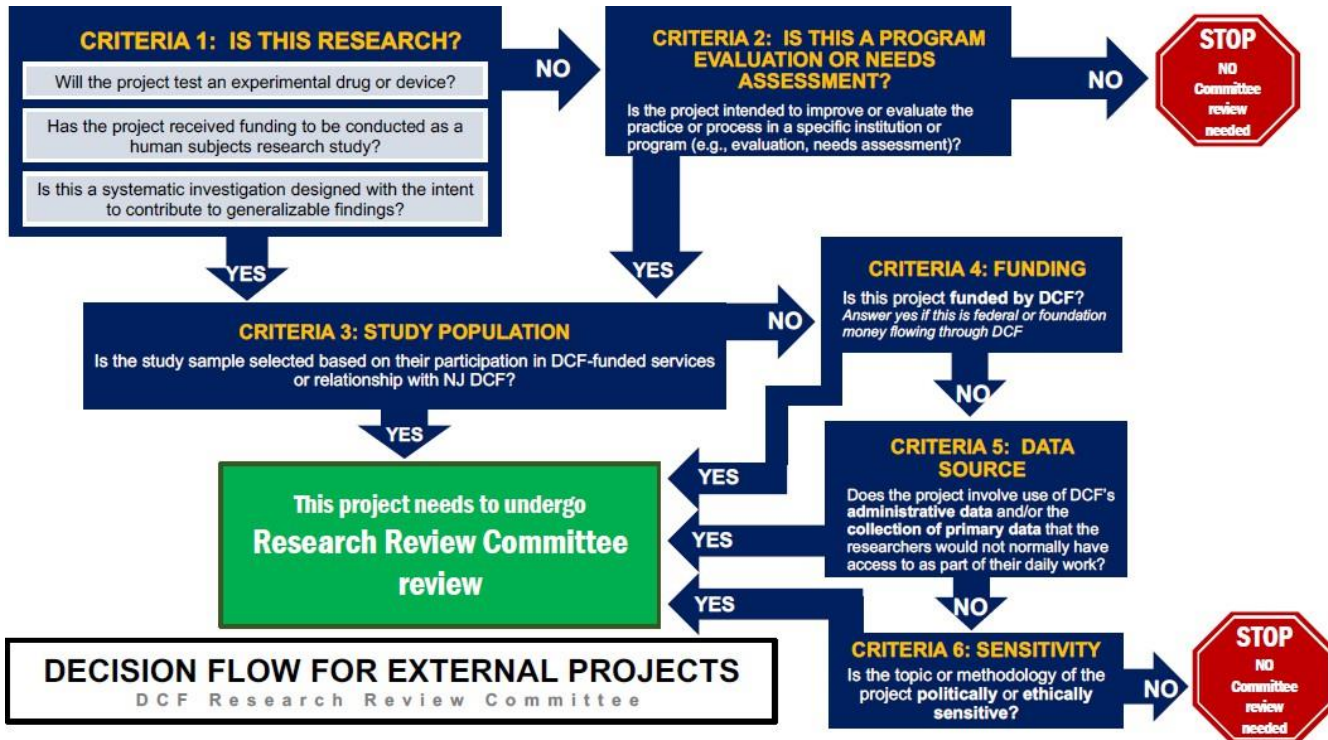 CRITERIA 1: IS THIS RESEARCH?
Will the project test an experimental drug or device?
Has the project received funding to be conducted as a
human subjects research study?
Is this a systematic investigation designed with the intent
to contribute to generalizable findings?
NO
YES
CRITERIA 2: IS THIS A PROGRAM
EVALUATION OR NEEDS
ASSESSMENT?
Is the project intended to improve or evaluate the
practice or process in a specific institution or
program (e.g., evaluation, needs assessment)?
NO
YES
STOP
NO
Committee
review
needed
CRITERIA 3: STUDY POPULATION
Is the study sample selected based on their participation in DCF-funded services
or relationship with NJ DCF?
NO
YES
CRITERIA 4: FUNDING
Is this project funded by DCF?
Answer yes if this is federal or foundation
money flowing through DCF
NO
YES
CRITERIA 5: DATA
SOURCE
Does the project involve use of DCF's
administrative data and/or the
collection of primary data that the
researchers would not normally have
access to as part of their daily work?
YES
NO
This project needs to undergo
Research Review Committee
review
YES
CRITERIA 6: SENSITIVITY
Is the topic or methodology of the
project politically or ethically
sensitive?
NO
STOP
NO
Committee
review
needed
DECISION FLOW FOR EXTERNAL PROJECTS
DCF Research Review Committee